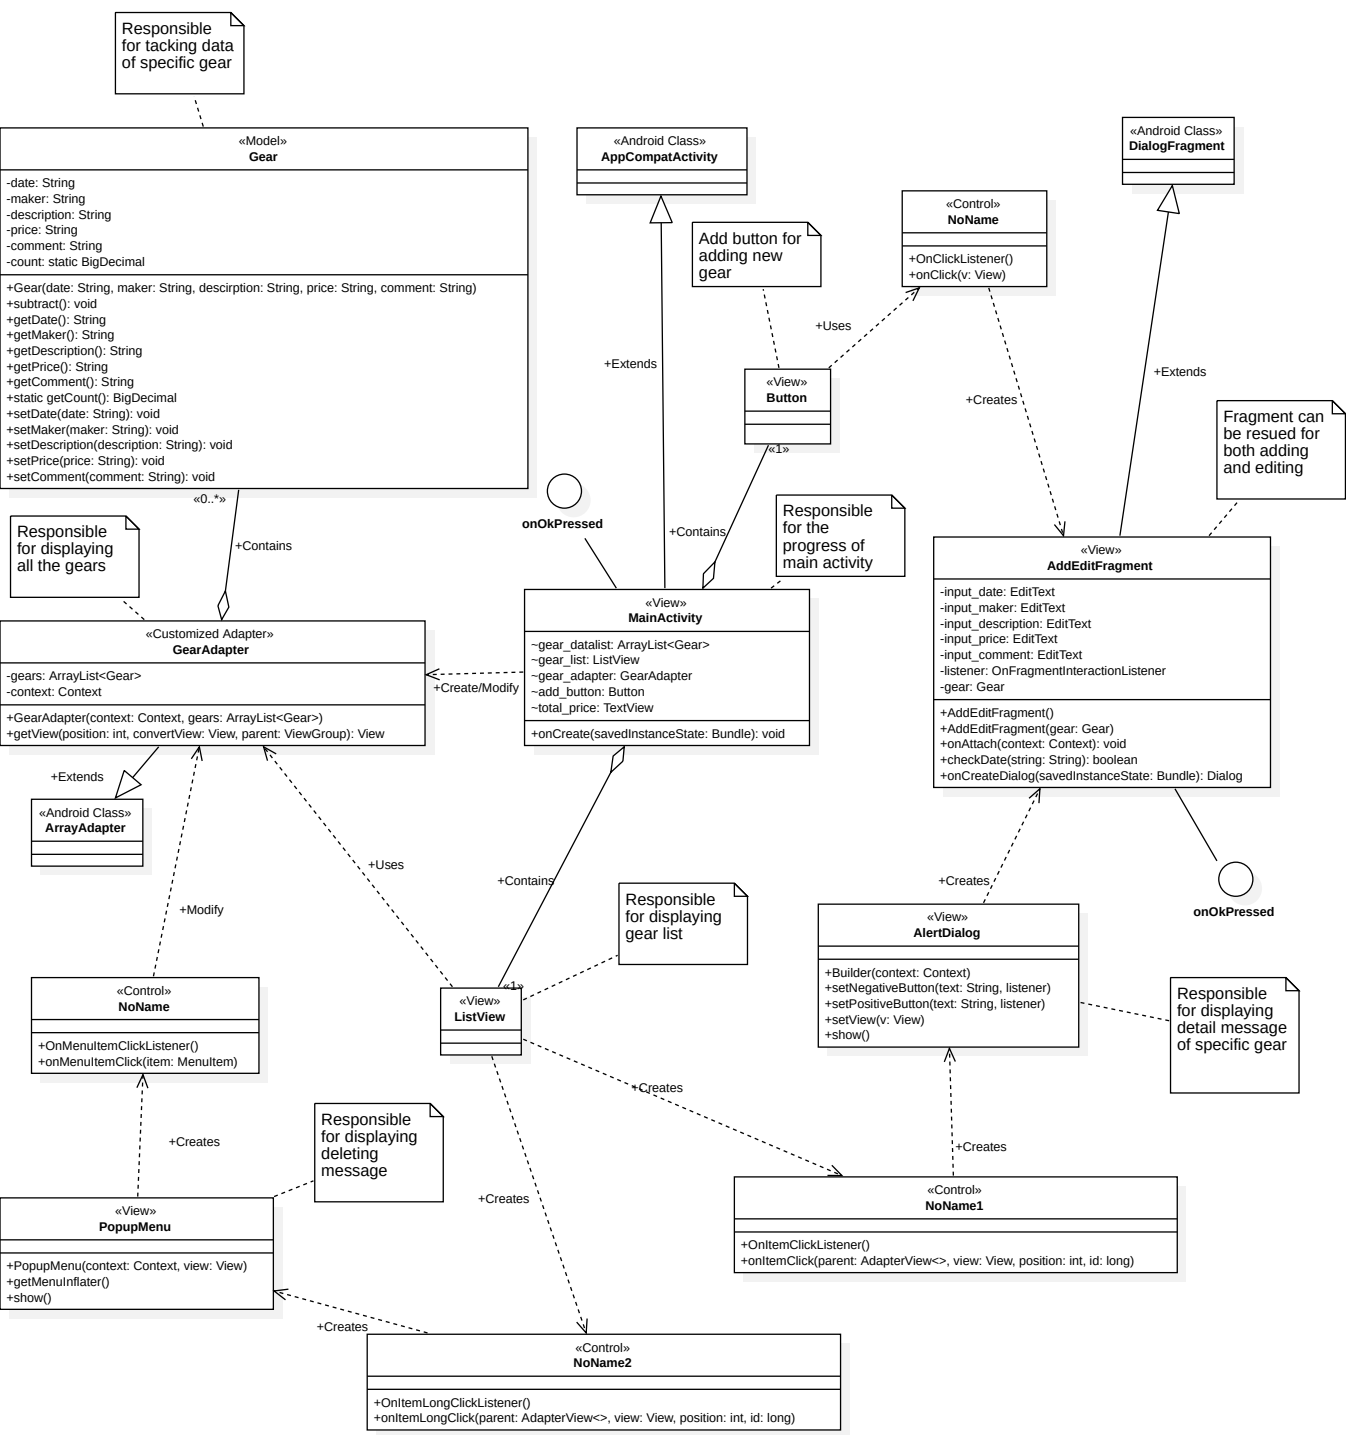 Responsible
for tacking data
of specific gear
«Model»
Gear
-date: String
-maker: String
-description: String
-price: String
-comment: String
-count: static BigDecimal
+Gear(date: String, maker: String, descirption: String, price: String, comment: String)
+subtract(): void
+getDate(): String
+getMaker(): String
+getDescription(): String
+getPrice(): String
+getComment(): String
+static getCount(): BigDecimal
+setDate(date: String): void
+setMaker(maker: String): void
+setDescription(description: String): void
+setPrice(price: String): void
+setComment(comment: String): void
«0..*»
+Contains
«Android Class»
AppCompatActivity
+Extends
Add button for
adding new
gear
«View»
Button
«1»
+Uses
+Contains
«Control»
NoName
+OnClickListener()
+onClick(v: View)
+Creates
«Android Class»
DialogFragment
+Extends
Fragment can
be resued for
both adding
and editing
onOkPressed
Responsible
for the
progress of
main activity
Responsible
for displaying
all the gears
«Customized Adapter»
GearAdapter
-gears: ArrayList<Gear>
-context: Context
+GearAdapter(context: Context, gears: ArrayList<Gear>)
+getView(position: int, convertView: View, parent: ViewGroup): View
+Create/Modify
«View»
MainActivity
~gear_datalist: ArrayList<Gear>
~gear_list: ListView
~gear_adapter: GearAdapter
~add_button: Button
~total_price: TextView
+onCreate(savedInstanceState: Bundle): void
«View»
AddEditFragment
-input_date: EditText
-input_maker: EditText
-input_description: EditText
-input_price: EditText
-input_comment: EditText
-listener: OnFragmentInteractionListener
-gear: Gear
+AddEditFragment()
+AddEditFragment(gear: Gear)
+onAttach(context: Context): void
+checkDate(string: String): boolean
+onCreateDialog(savedInstanceState: Bundle): Dialog
+Extends
«Android Class»
ArrayAdapter
+Modify
+Uses
+Contains
Responsible
for displaying
gear list
+Creates
onOkPressed
«View»
AlertDialog
+Builder(context: Context)
+setNegativeButton(text: String, listener)
+setPositiveButton(text: String, listener)
+setView(v: View)
+show()
Responsible
for displaying
detail message
of specific gear
«Control»
NoName
+OnMenuItemClickListener()
+onMenuItemClick(item: MenuItem)
«1»
«View»
ListView
+Creates
+Creates
+Creates
Responsible
for displaying
deleting
message
+Creates
«View»
PopupMenu
+PopupMenu(context: Context, view: View)
+getMenuInflater()
+show()
«Control»
NoName1
+OnItemClickListener()
+onItemClick(parent: AdapterView<>, view: View, position: int, id: long)
+Creates
«Control»
NoName2
+OnItemLongClickListener()
+onItemLongClick(parent: AdapterView<>, view: View, position: int, id: long)